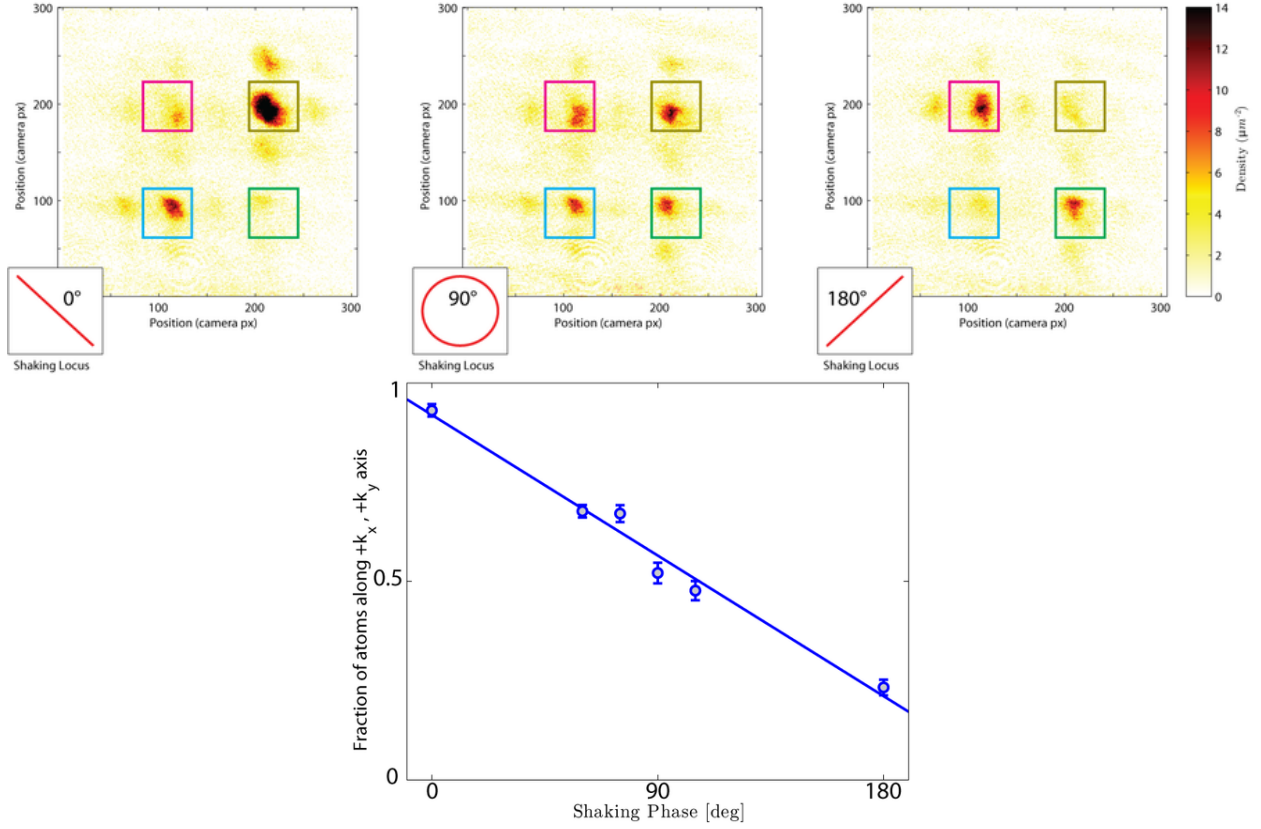 300
200
100
Position (camera px)
100
200
300
Position (camera px)
0°
Shaking Locus
300
200
100
Position (camera px)
100
200
300
Position (camera px)
90°
Shaking Locus
300
200
100
Position (camera px)
100
200
300
Position (camera px)
180°
Shaking Locus
14
12
10
8
6
4
2
0
Density (μm⁻²)
1
0.5
0
Fraction of atoms along +kₓ , +k_y axis
0
90
180
Shaking Phase [deg]